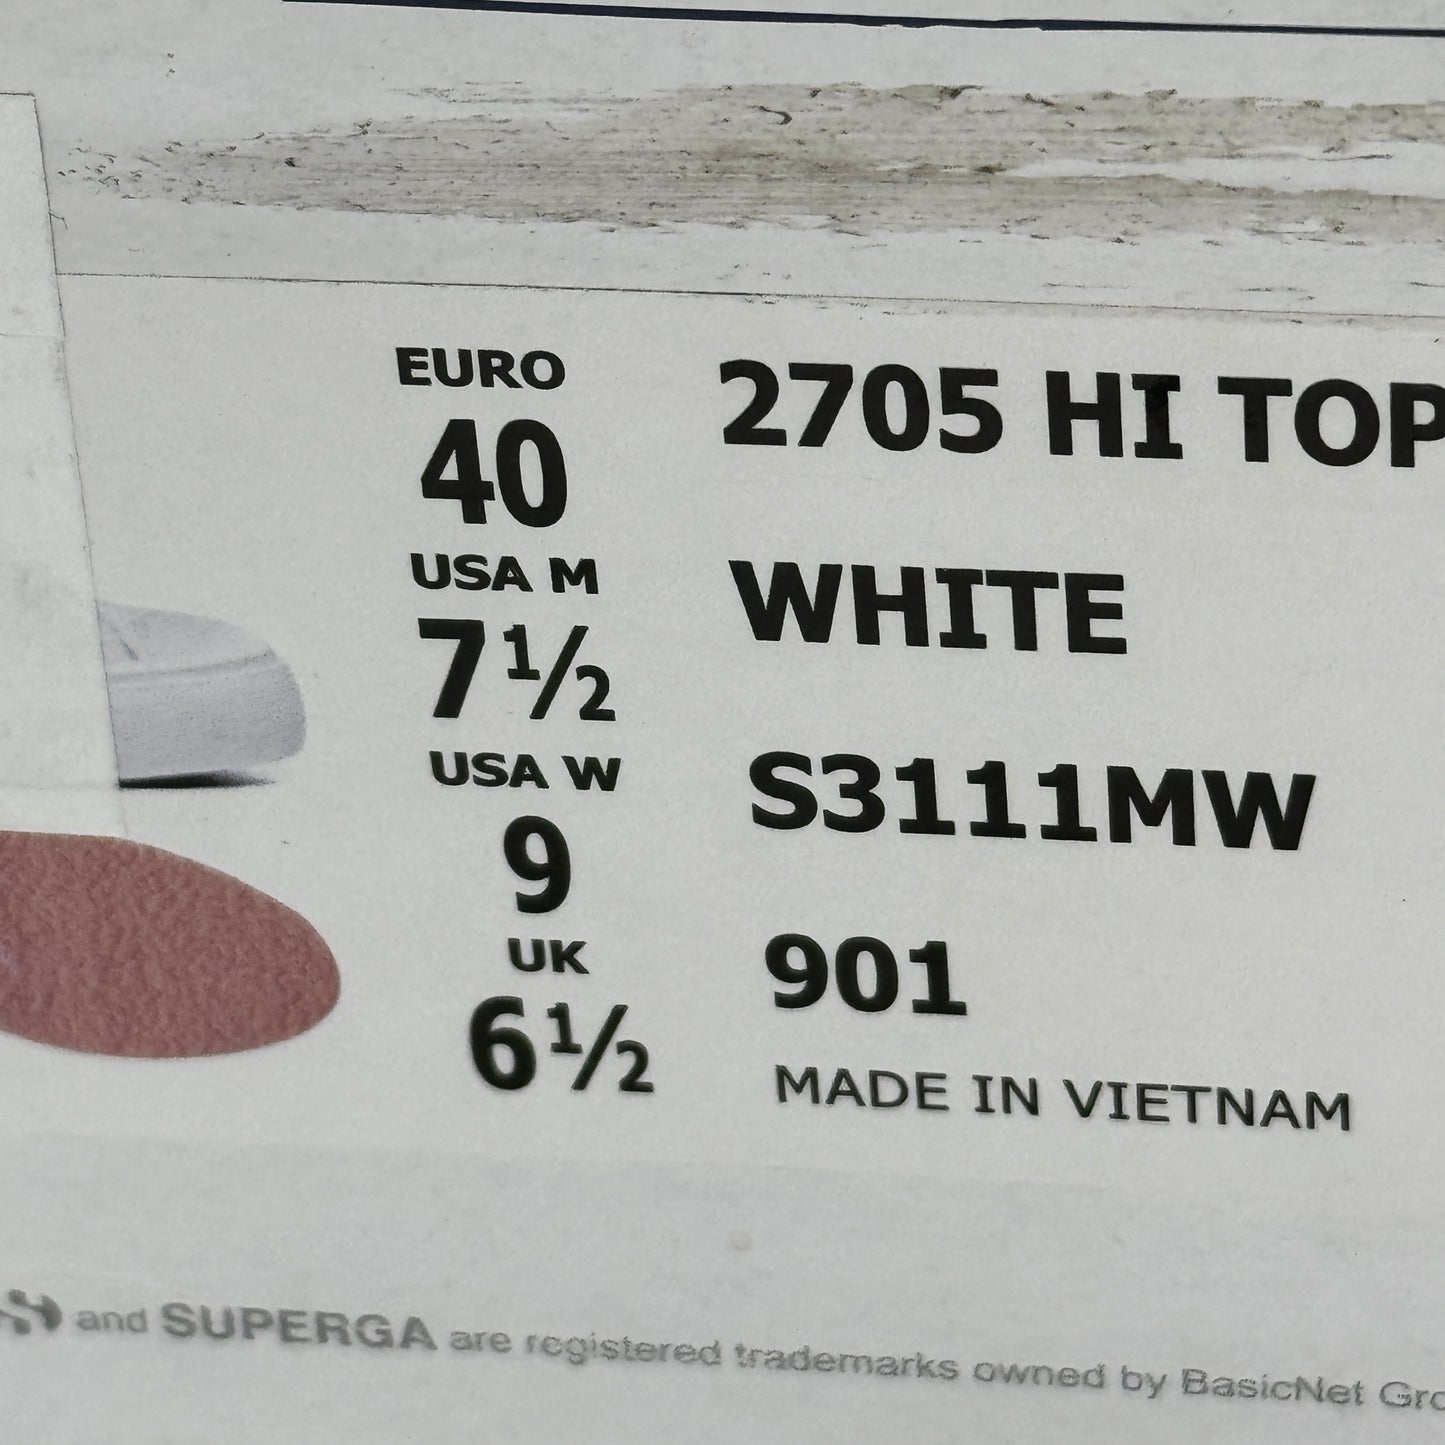 EURO
40
USA M
7½
USA W
9
UK
6½
2705 HI TOP
WHITE
S3111MW
901
MADE IN VIETNAM
and SUPERGA are registered trademarks owned by BasicNet